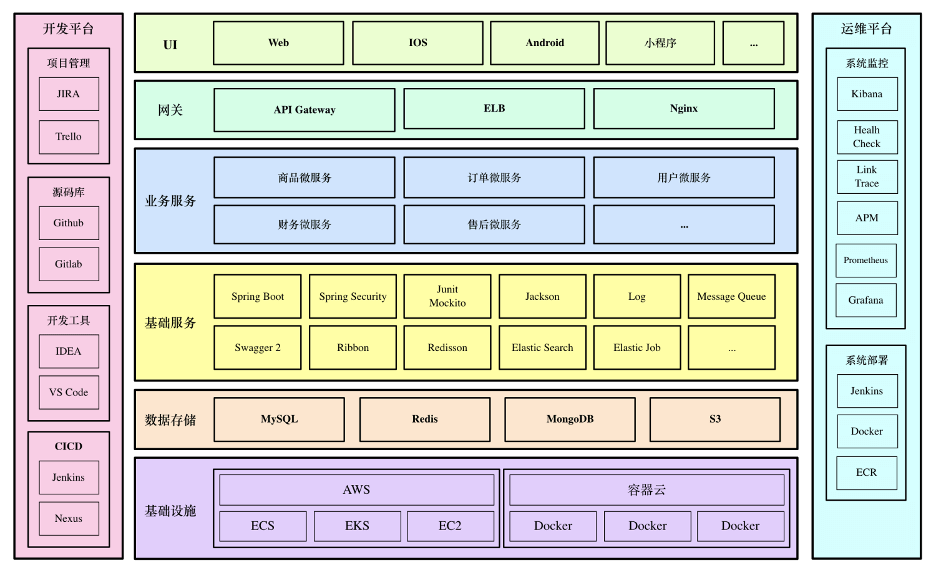 开发平台
项目管理
JIRA
Trello
源码库
Github
Gitlab
开发工具
IDEA
VS Code
CICD
Jenkins
Nexus
UI
Web
IOS
Android
小程序
...
网关
API Gateway
ELB
Nginx
业务服务
商品微服务
订单微服务
用户微服务
财务微服务
售后微服务
...
基础服务
Spring Boot
Spring Security
Junit
Mockito
Jackson
Log
Message Queue
Swagger 2
Ribbon
Redisson
Elastic Search
Elastic Job
...
数据存储
MySQL
Redis
MongoDB
S3
基础设施
AWS
ECS
EKS
EC2
容器云
Docker
Docker
Docker
运维平台
系统监控
Kibana
Healh
Check
Link
Trace
APM
Prometheus
Grafana
系统部署
Jenkins
Docker
ECR